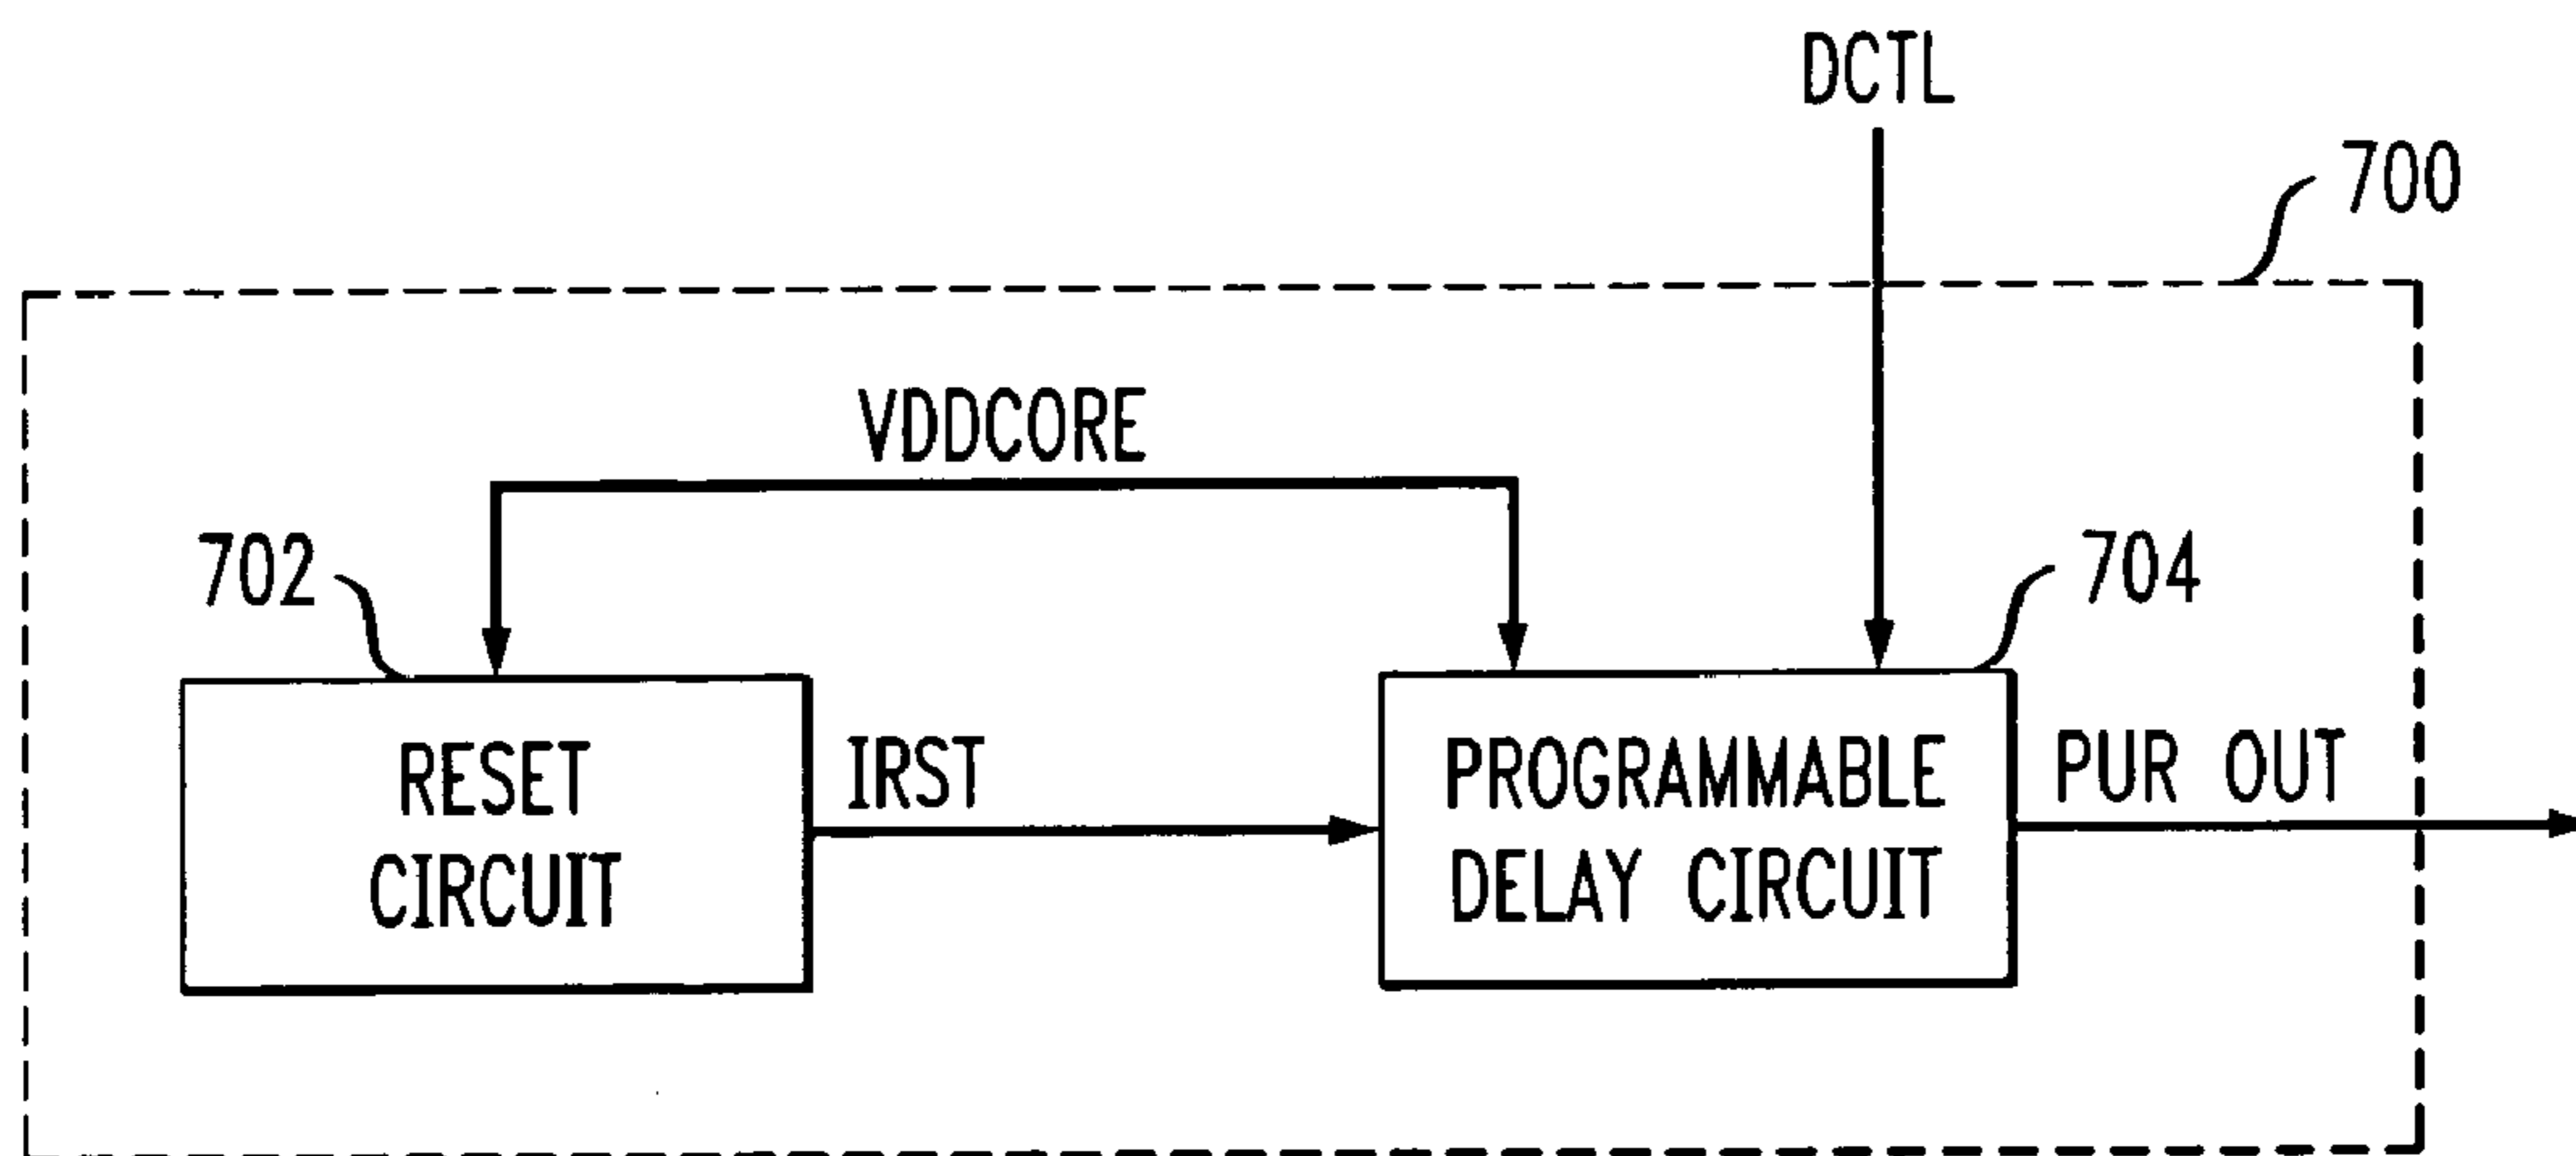 DCTL
700
VDDCORE
702
704
RESET
CIRCUIT
IRST
PROGRAMMABLE
DELAY CIRCUIT
PUR OUT